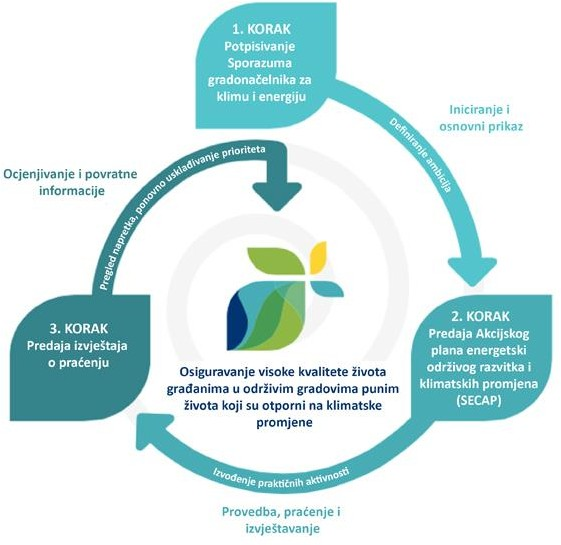 1. KORAK
Potpisivanje
Sporazuma
gradonačelnika za
klimu i energiju
Definiranje ambicija
Iniciranje i
osnovni prikaz
2. KORAK
Predaja Akcijskog
plana energetski
održivog razvitka i
klimatskih promjena
(SECAP)
Izvođenje praktičnih aktivnosti
Provedba, praćenje i
izvještavanje
3. KORAK
Predaja izvještaja
o praćenju
Pregled napretka, ponovno usklađivanje prioriteta
Ocjenjivanje i povratne
informacije
Osiguravanje visoke kvalitete života
građanima u održivim gradovima punim
života koji su otporni na klimatske
promjene